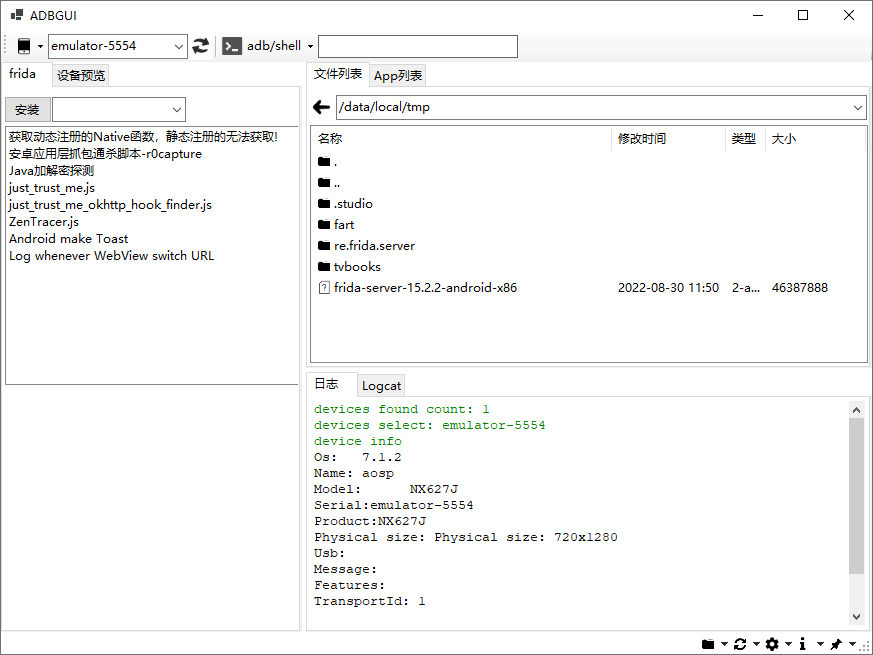 ADBGUI
emulator-5554
adb/shell
frida
设备预览
安装
获取动态注册的Native函数，静态注册的无法获取!
安卓应用层抓包通杀脚本-r0capture
Java加解密探测
just_trust_me.js
just_trust_me_okhttp_hook_finder.js
ZenTracer.js
Android make Toast
Log whenever WebView switch URL
文件列表
App列表
/data/local/tmp
名称 修改时间 类型 大小
.
..
.studio
fart
re.frida.server
tvbooks
frida-server-15.2.2-android-x86 2022-08-30 11:50 2-a... 46387888
日志
Logcat
devices found count: 1
devices select: emulator-5554
device info
Os: 7.1.2
Name: aosp
Model: NX627J
Serial:emulator-5554
Product:NX627J
Physical size: Physical size: 720x1280
Usb:
Message:
Features:
TransportId: 1